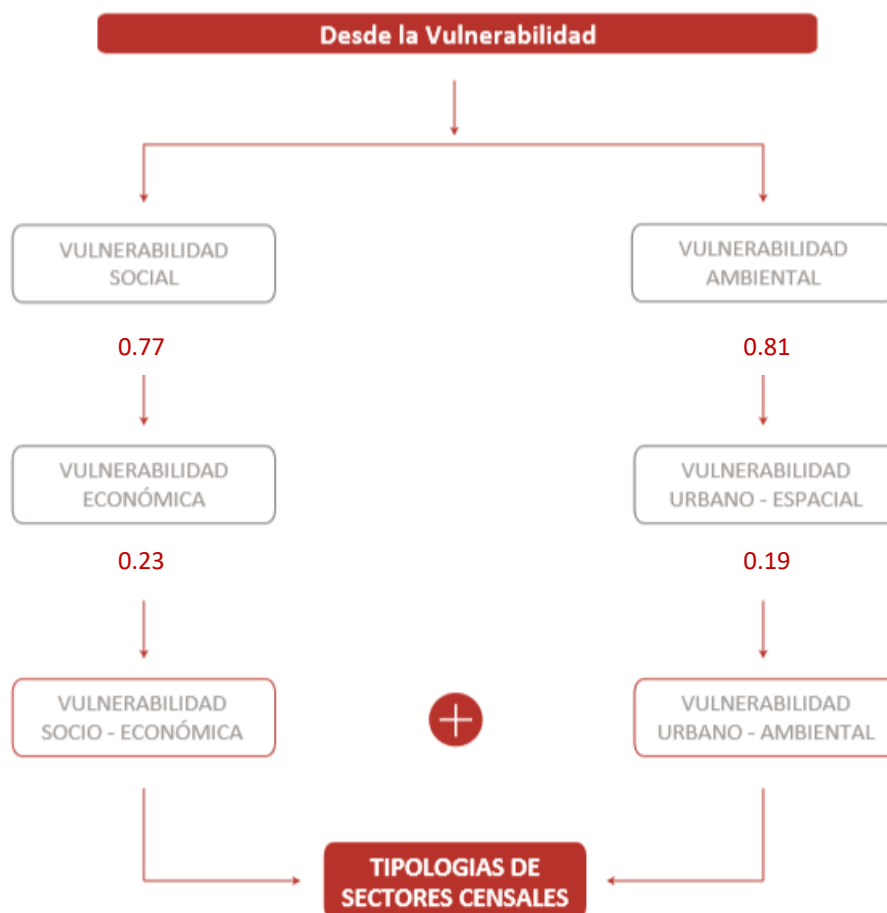 Desde la Vulnerabilidad
VULNERABILIDAD
SOCIAL
VULNERABILIDAD
AMBIENTAL
0.77
0.81
VULNERABILIDAD
ECONÓMICA
VULNERABILIDAD
URBANO - ESPACIAL
0.23
0.19
VULNERABILIDAD
SOCIO - ECONÓMICA
VULNERABILIDAD
URBANO - AMBIENTAL
TIPOLOGIAS DE
SECTORES CENSALES